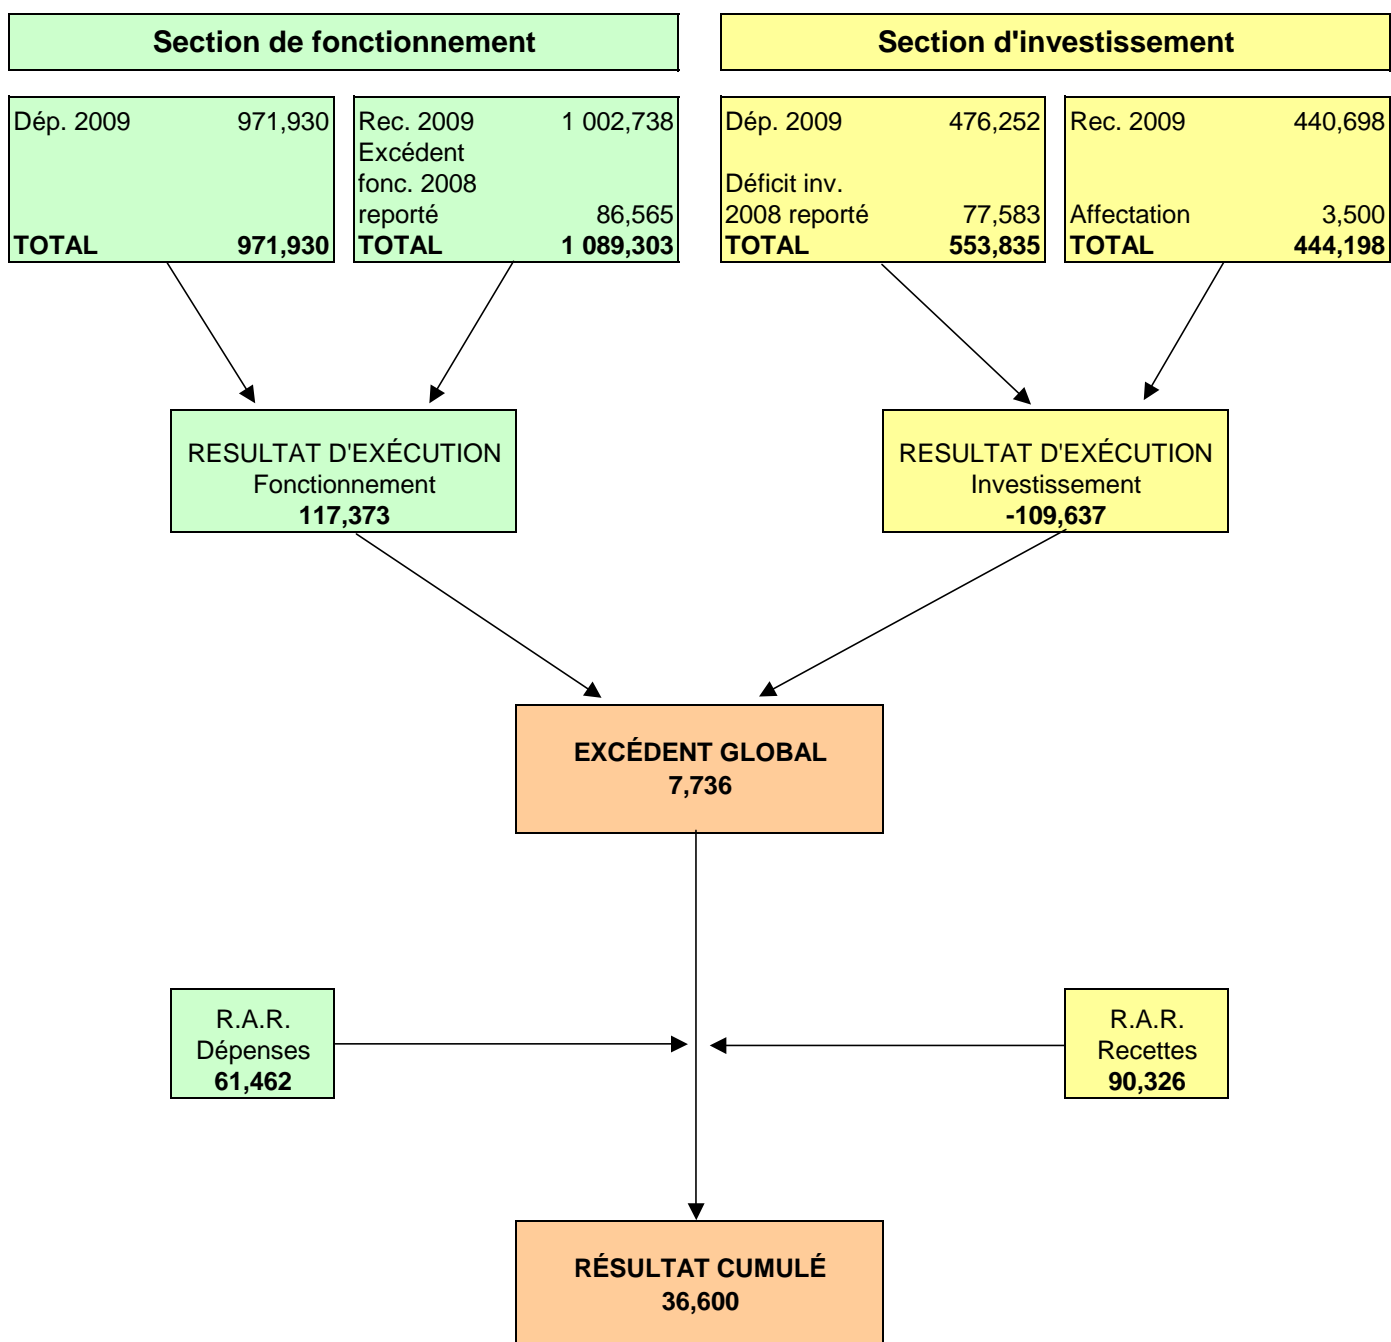 Section de fonctionnement
Section d'investissement
Dép. 2009 971,930
TOTAL 971,930
Rec. 2009 1 002,738
Excédent
fonc. 2008
reporté 86,565
TOTAL 1 089,303
Dép. 2009 476,252
Déficit inv.
2008 reporté 77,583
TOTAL 553,835
Rec. 2009 440,698
Affectation 3,500
TOTAL 444,198
RESULTAT D'EXÉCUTION
Fonctionnement
117,373
RESULTAT D'EXÉCUTION
Investissement
-109,637
EXCÉDENT GLOBAL
7,736
R.A.R.
Dépenses
61,462
R.A.R.
Recettes
90,326
RÉSULTAT CUMULÉ
36,600